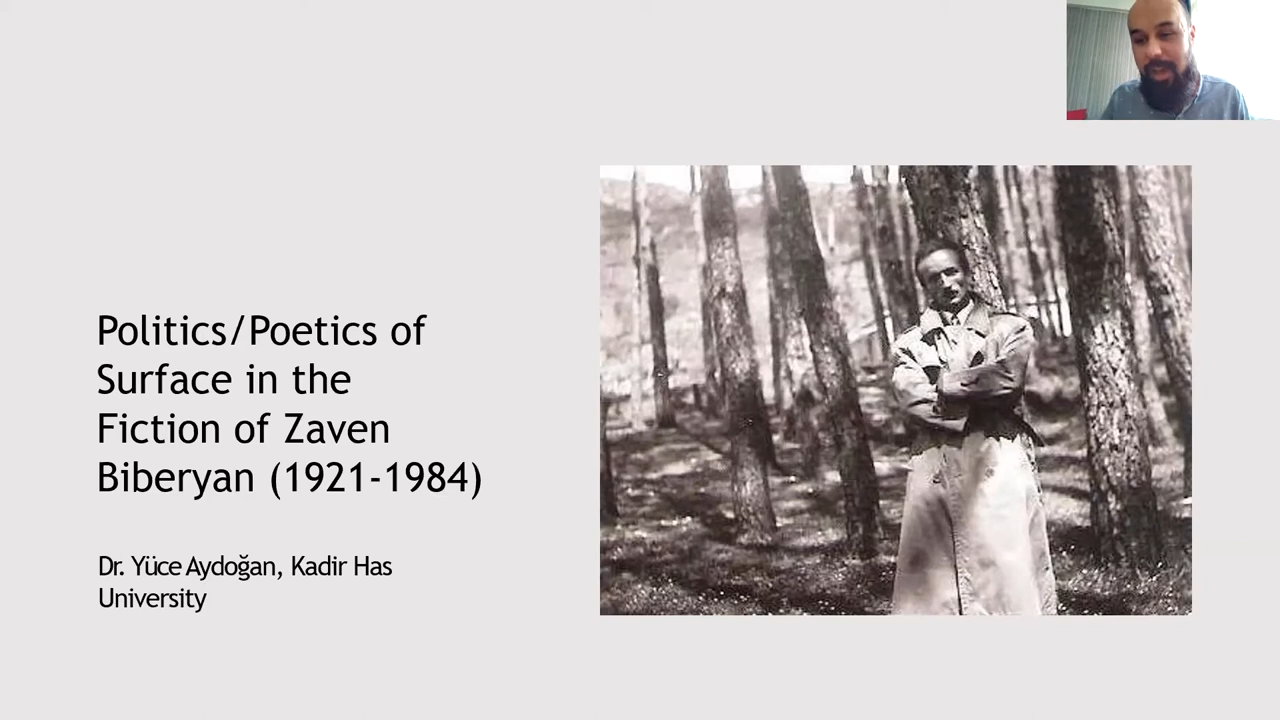 Politics/Poetics of
Surface in the
Fiction of Zaven
Biberyan (1921-1984)
Dr. Yüce Aydoğan, Kadir Has
University